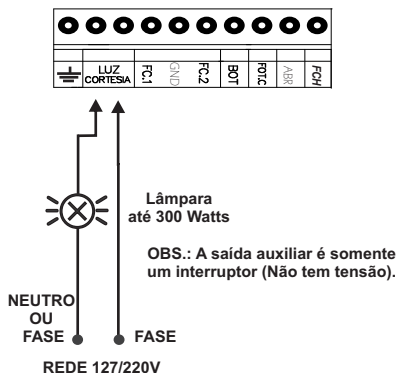 LUZ
CORTESIA
FC.1
GND
FC.2
BOT
FOT.C
ABR
FCH
Lâmpara
até 300 Watts
OBS.: A saída auxiliar é somente
um interruptor (Não tem tensão).
NEUTRO
OU
FASE
FASE
REDE 127/220V